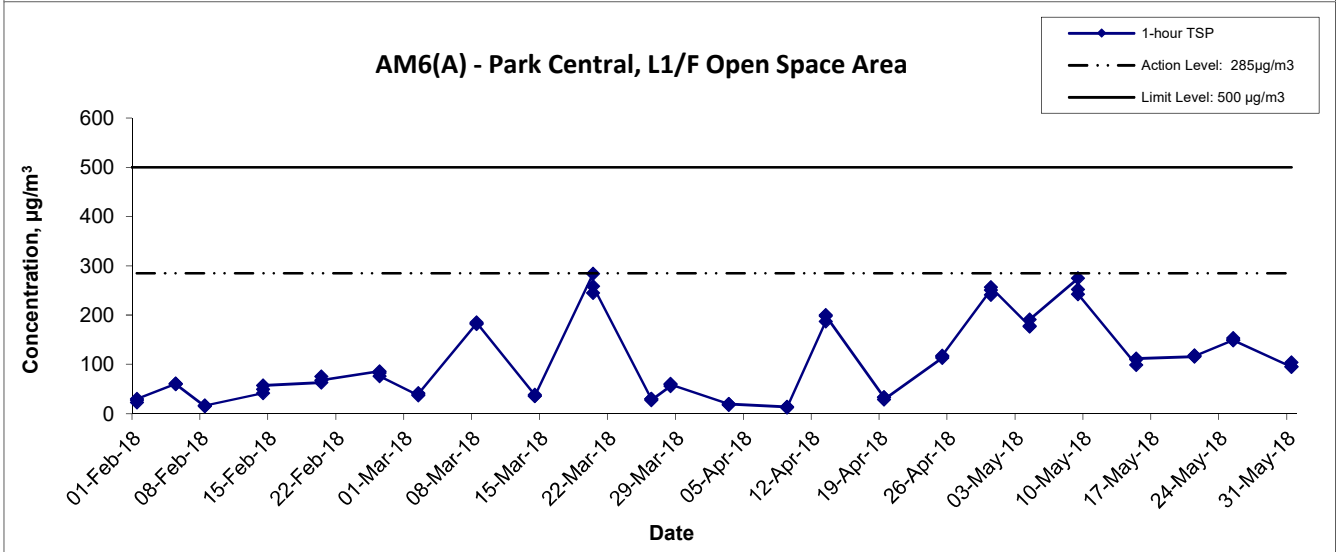 1-hour TSP
Action Level:  285µg/m3
Limit Level: 500 µg/m3
AM6(A) - Park Central, L1/F Open Space Area
Concentration, µg/m³
600
500
400
300
200
100
0
01-Feb-18
08-Feb-18
15-Feb-18
22-Feb-18
01-Mar-18
08-Mar-18
15-Mar-18
22-Mar-18
29-Mar-18
05-Apr-18
12-Apr-18
19-Apr-18
26-Apr-18
03-May-18
10-May-18
17-May-18
24-May-18
31-May-18
Date